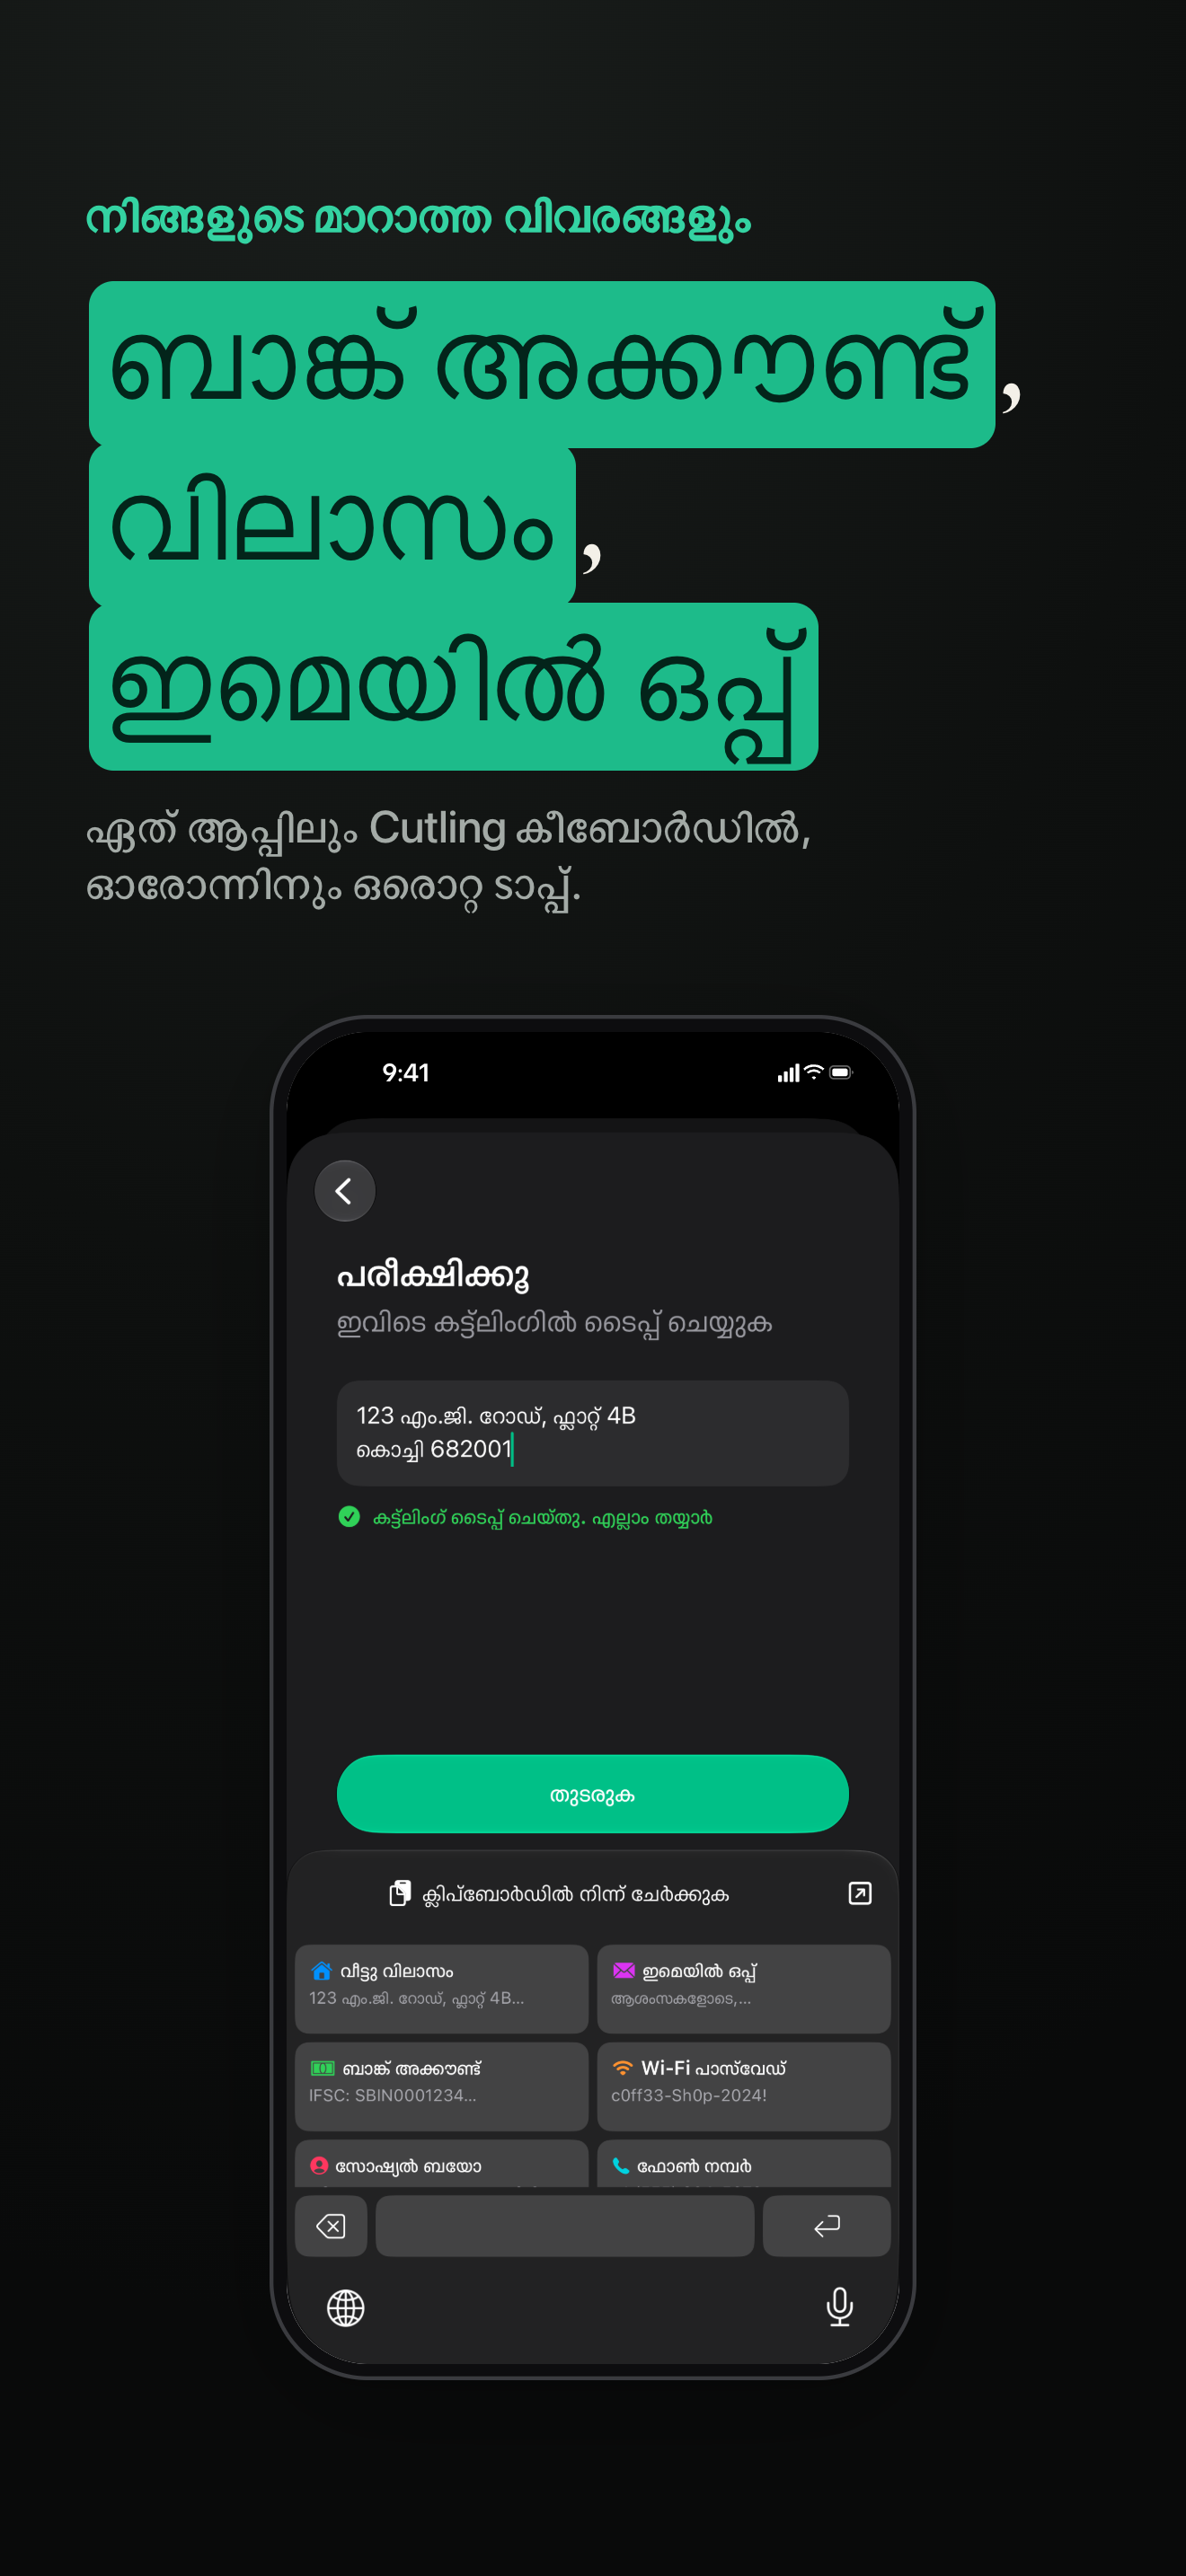 നിങ്ങളുടെ മാറാത്ത വിവരങ്ങളും
ബാങ്ക് അക്കൗണ്ട്,
വിലാസം,
ഇമെയിൽ ഒപ്പ്
ഏത് ആപ്പിലും Cutling കീബോർഡിൽ,
ഓരോന്നിനും ഒരൊറ്റ ടാപ്പ്.
9:41
പരീക്ഷിക്കൂ
ഇവിടെ കട്ട്ലിംഗിൽ ടൈപ്പ് ചെയ്യുക
123 എം.ജി. റോഡ്, ഫ്ലാറ്റ് 4B
കൊച്ചി 682001
കട്ട്ലിംഗ് ടൈപ്പ് ചെയ്തു. എല്ലാം തയ്യാർ
തുടരുക
ക്ലിപ്ബോർഡിൽ നിന്ന് ചേർക്കുക
വീട്ടു വിലാസം
123 എം.ജി. റോഡ്, ഫ്ലാറ്റ് 4B...
ഇമെയിൽ ഒപ്പ്
ആശംസകളോടെ,...
ബാങ്ക് അക്കൗണ്ട്
IFSC: SBIN0001234...
Wi-Fi പാസ്‌വേഡ്
c0ff33-Sh0p-2024!
സോഷ്യൽ ബയോ
ഫോൺ നമ്പർ